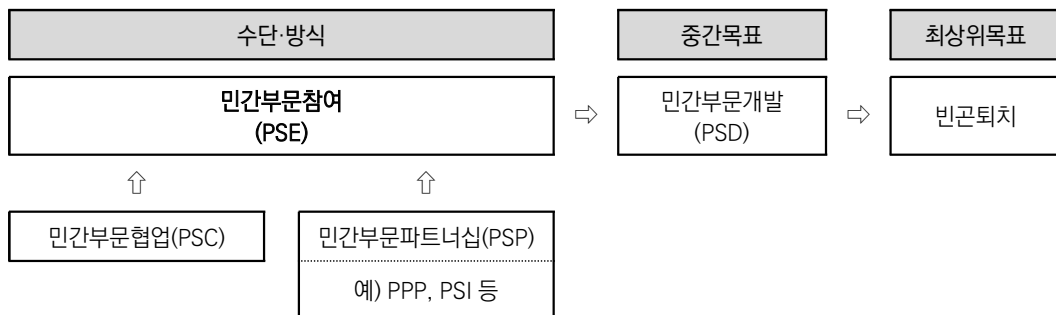 수단·방식
중간목표
최상위목표
민간부문참여
(PSE)
⇨
민간부문개발
(PSD)
⇨
빈곤퇴치
⇧
⇧
민간부문협업(PSC)
민간부문파트너십(PSP)
예) PPP, PSI 등